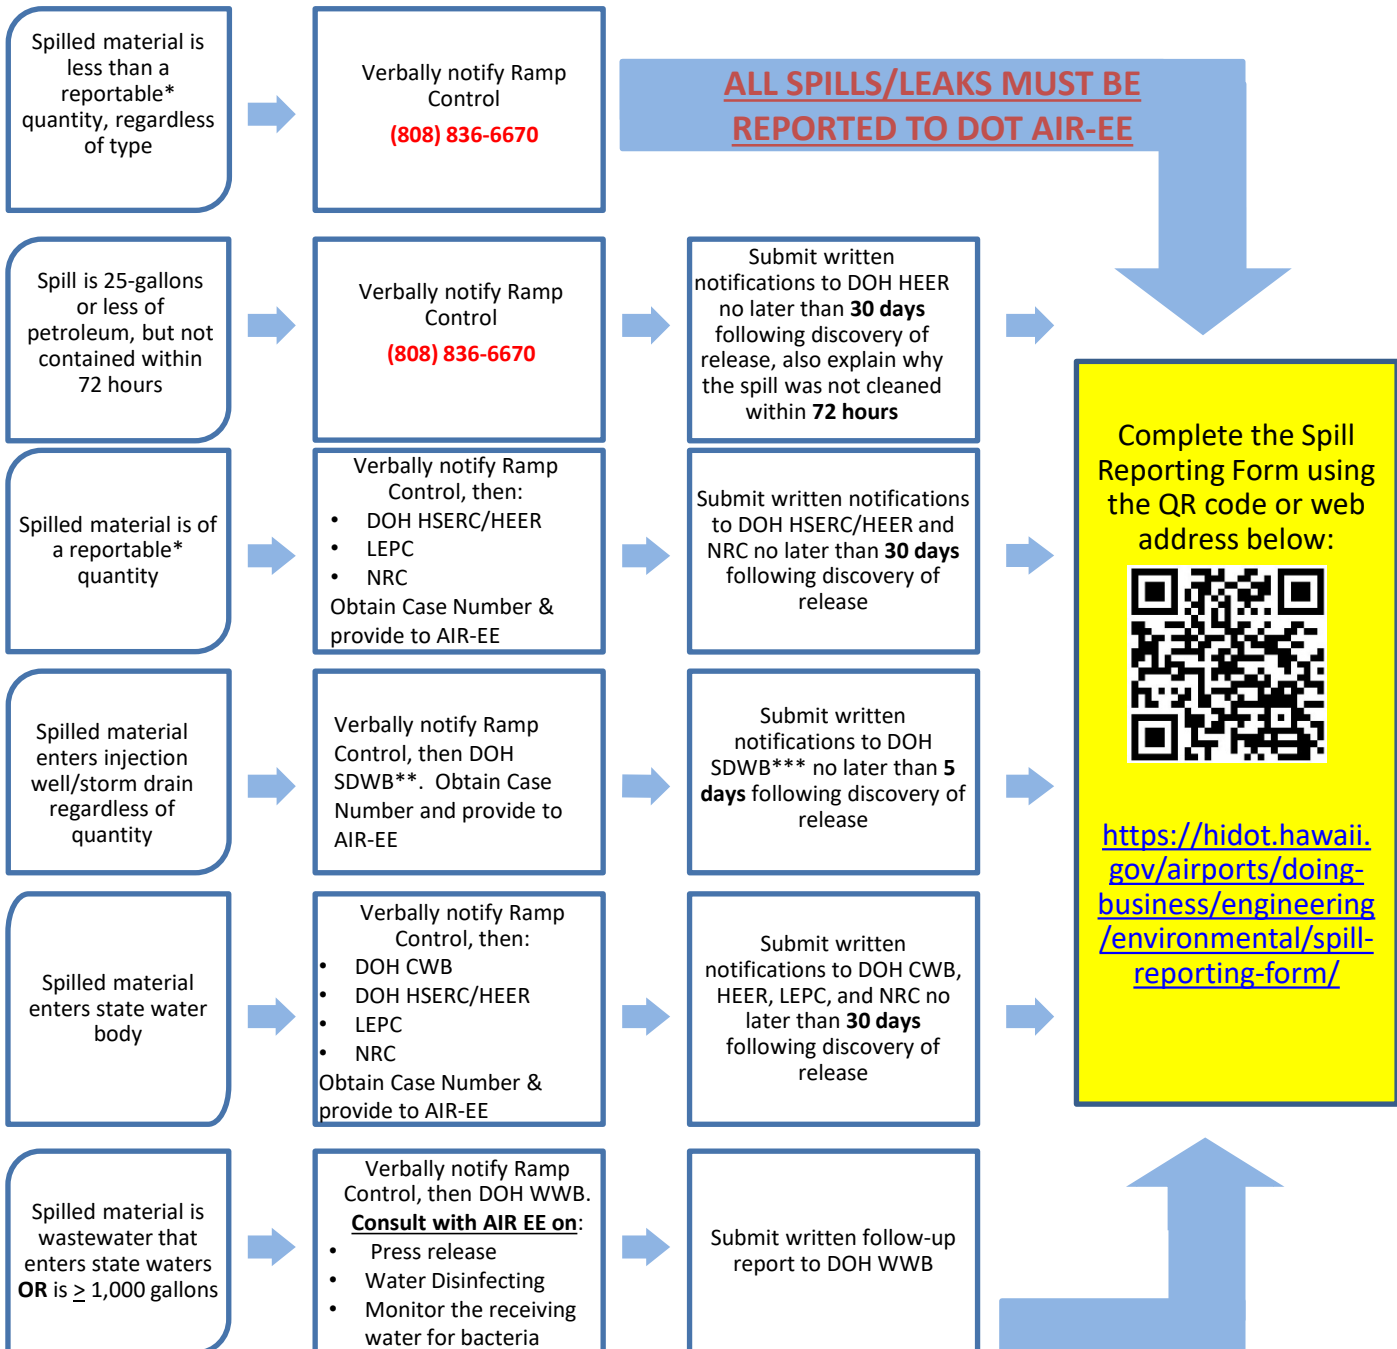 Spilled material is
less than a
reportable*
quantity, regardless
of type
Verbally notify Ramp
Control
(808) 836-6670
ALL SPILLS/LEAKS MUST BE
REPORTED TO DOT AIR-EE
Spill is 25-gallons
or less of
petroleum, but not
contained within
72 hours
Verbally notify Ramp
Control
(808) 836-6670
Submit written
notifications to DOH HEER
no later than 30 days
following discovery of
release, also explain why
the spill was not cleaned
within 72 hours
Spilled material is of
a reportable*
quantity
Verbally notify Ramp
Control, then:
• DOH HSERC/HEER
• LEPC
• NRC
Obtain Case Number &
provide to AIR-EE
Submit written notifications
to DOH HSERC/HEER and
NRC no later than 30 days
following discovery of
release
Spilled material
enters injection
well/storm drain
regardless of
quantity
Verbally notify Ramp
Control, then DOH
SDWB**.  Obtain Case
Number and provide to
AIR-EE
Submit written
notifications to DOH
SDWB*** no later than 5
days following discovery of
release
Spilled material
enters state water
body
Verbally notify Ramp
Control, then:
• DOH CWB
• DOH HSERC/HEER
• LEPC
• NRC
Obtain Case Number &
provide to AIR-EE
Submit written
notifications to DOH CWB,
HEER, LEPC, and NRC no
later than 30 days
following discovery of
release
Spilled material is
wastewater that
enters state waters
OR is ≥ 1,000 gallons
Verbally notify Ramp
Control, then DOH WWB.
Consult with AIR EE on:
• Press release
• Water Disinfecting
• Monitor the receiving
water for bacteria
Submit written follow-up
report to DOH WWB
Complete the Spill
Reporting Form using
the QR code or web
address below:
https://hidot.hawaii.
gov/airports/doing-
business/engineering
/environmental/spill-
reporting-form/